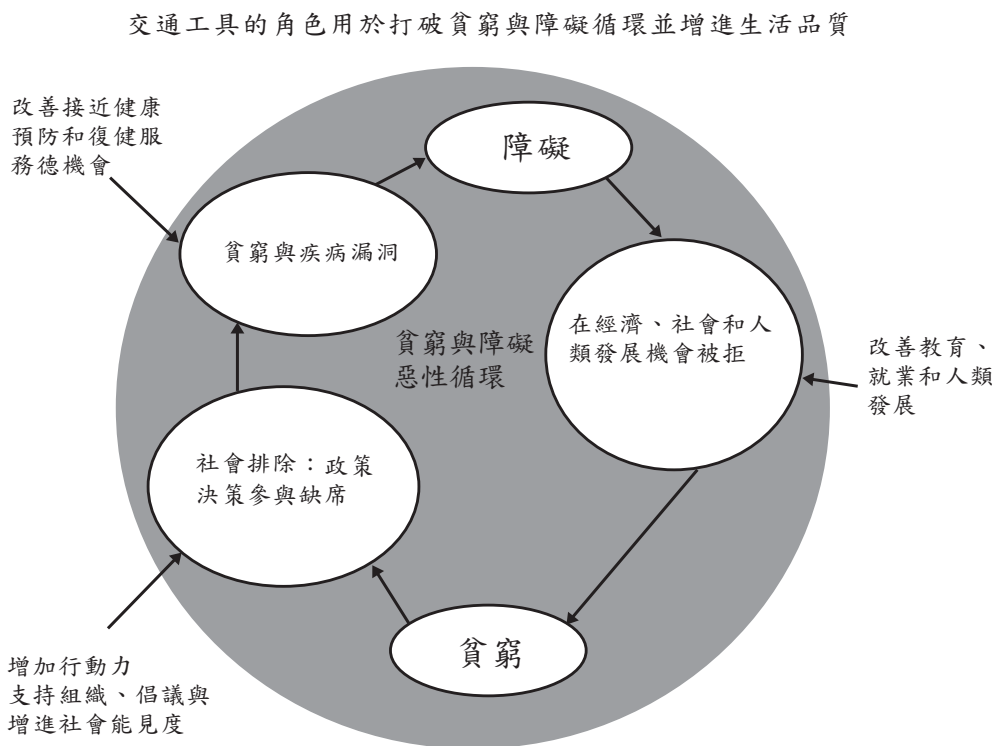 交通工具的角色用於打破貧窮與障礙循環並增進生活品質
改善接近健康
預防和復健服
務德機會
障礙
貧窮與疾病漏洞
在經濟、社會和人
類發展機會被拒
貧窮與障礙
惡性循環
改善教育、
就業和人類
發展
社會排除：政策
決策參與缺席
貧窮
增加行動力
支持組織、倡議與
增進社會能見度